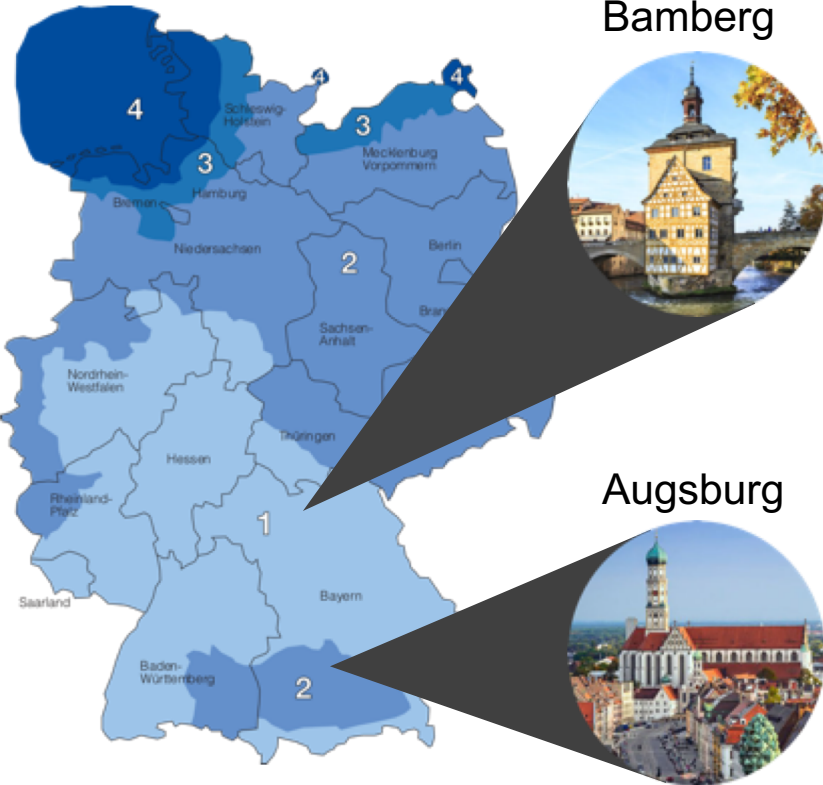 Bamberg
4
4
4
Schleswig-
Holstein
3
Mecklenburg
Vorpommern
3
Hamburg
Bremen
Niedersachsen
Berlin
2
Bran
Sachsen-
Anhalt
Nordrhein-
Westfalen
Thüringen
Hessen
Rheinland-
Pfalz
Augsburg
1
Bayern
Saarland
Baden-
Württemberg
2